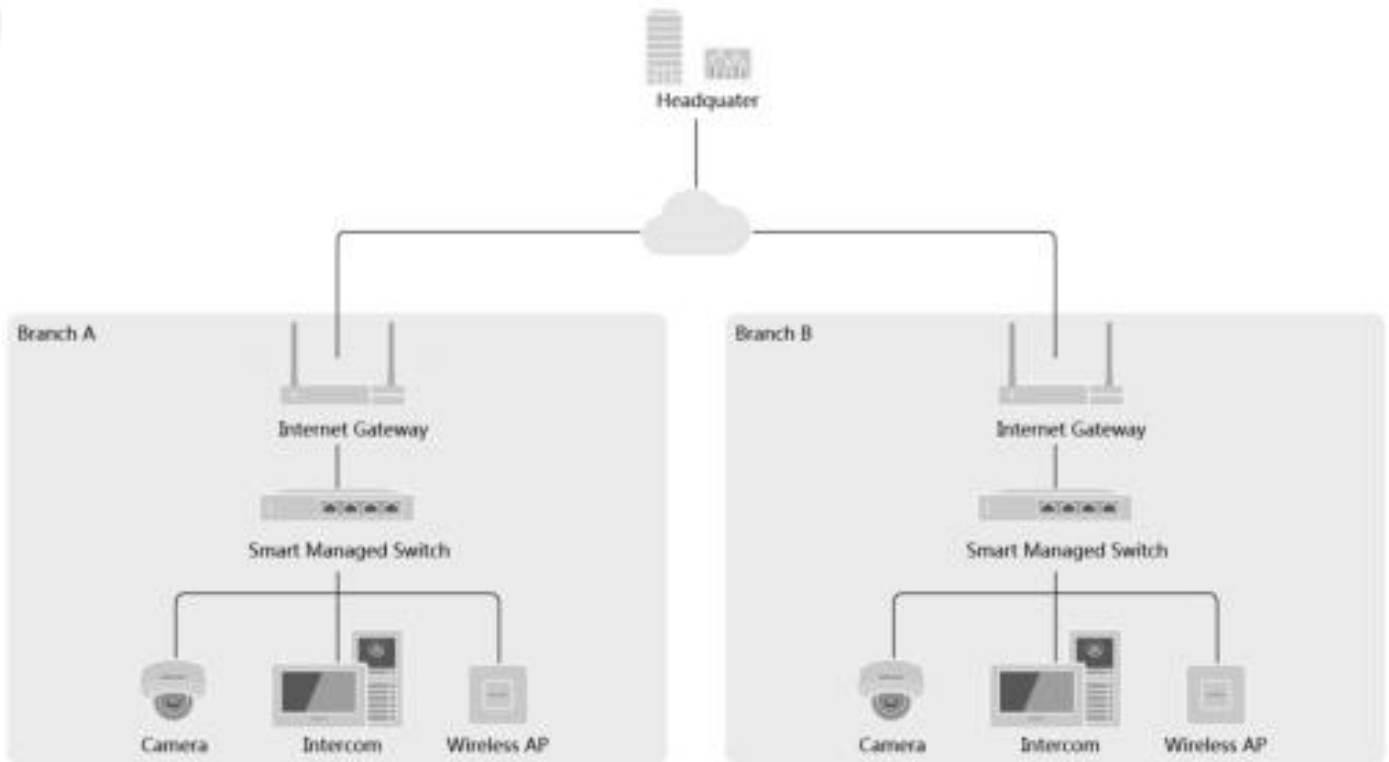 Headquater
Branch A
Branch B
Internet Gateway
Internet Gateway
Smart Managed Switch
Smart Managed Switch
Camera
Intercom
Wireless AP
Camera
Intercom
Wireless AP